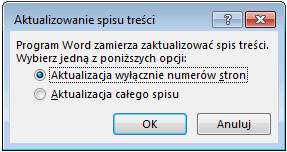 Aktualizowanie spisu treści
Program Word zamierza zaktualizować spis treści.
Wybierz jedną z poniższych opcji:
Aktualizacja wyłącznie numerów stron
Aktualizacja całego spisu
OK
Anuluj